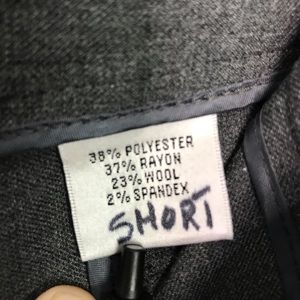 38% POLYESTER
37% RAYON
23% WOOL
2% SPANDEX
SHORT